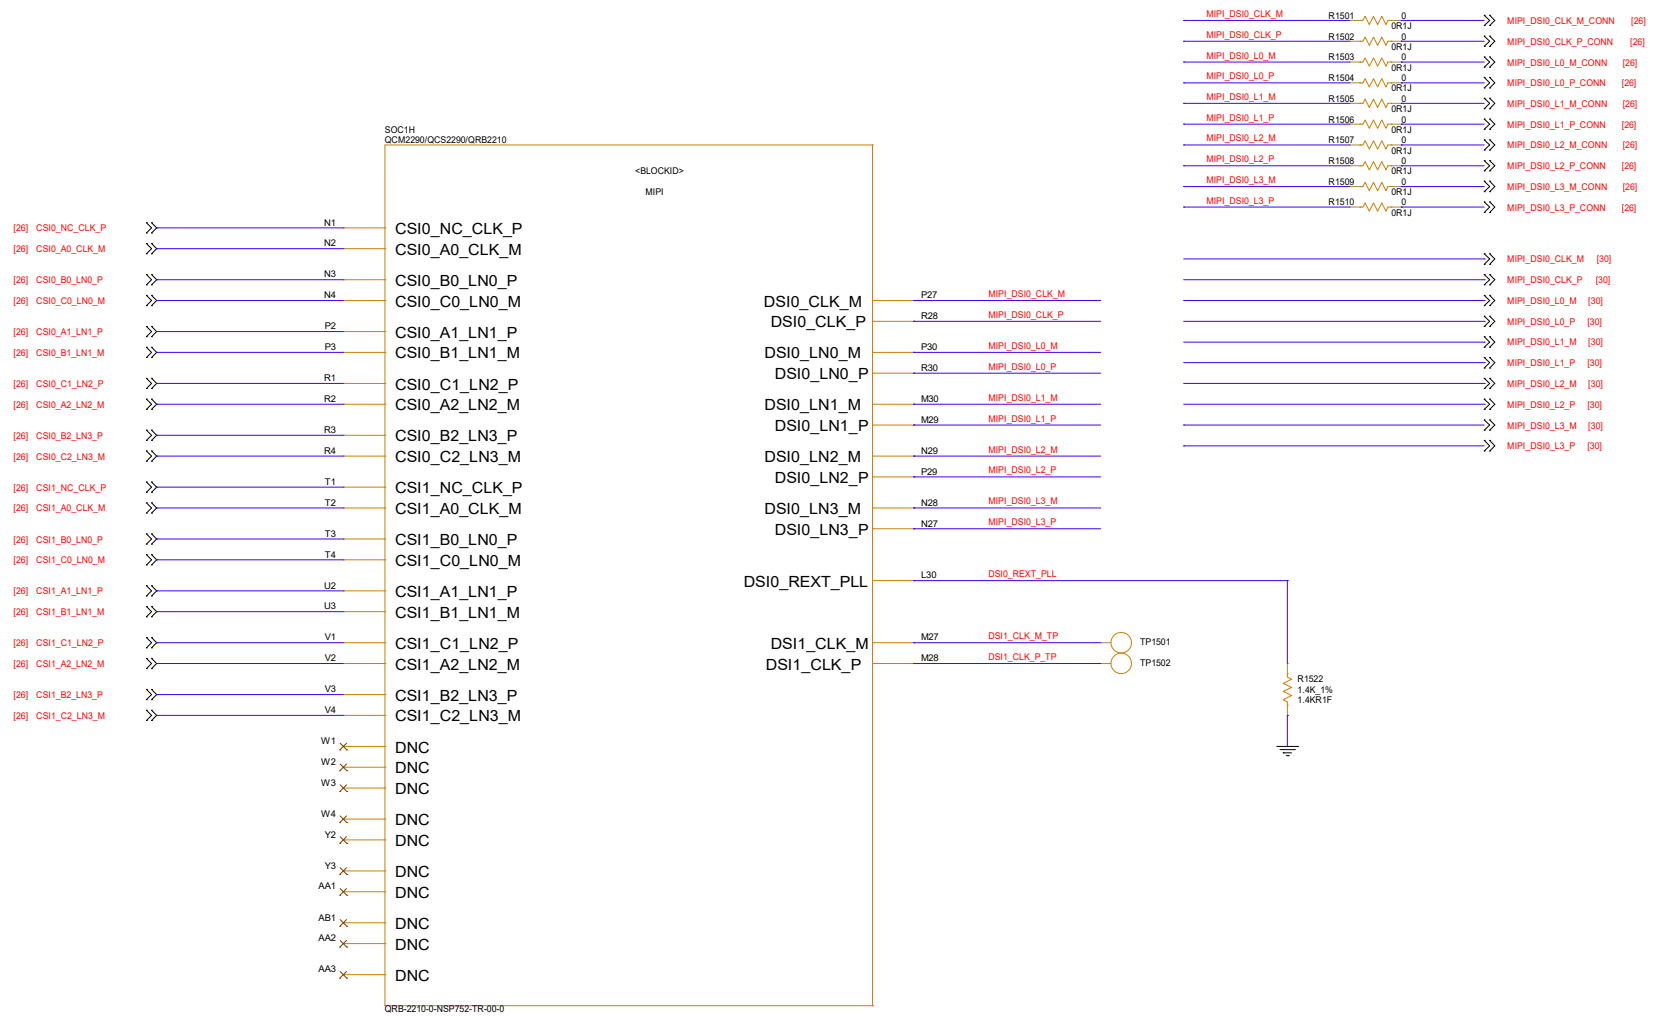 MIPI_DSI0_CLK_M R1501 0 0R1J MIPI_DSI0_CLK_M_CONN [26]
MIPI_DSI0_CLK_P R1502 0 0R1J MIPI_DSI0_CLK_P_CONN [26]
MIPI_DSI0_L0_M R1503 0 0R1J MIPI_DSI0_L0_M_CONN [26]
MIPI_DSI0_L0_P R1504 0 0R1J MIPI_DSI0_L0_P_CONN [26]
MIPI_DSI0_L1_M R1505 0 0R1J MIPI_DSI0_L1_M_CONN [26]
MIPI_DSI0_L1_P R1506 0 0R1J MIPI_DSI0_L1_P_CONN [26]
MIPI_DSI0_L2_M R1507 0 0R1J MIPI_DSI0_L2_M_CONN [26]
MIPI_DSI0_L2_P R1508 0 0R1J MIPI_DSI0_L2_P_CONN [26]
MIPI_DSI0_L3_M R1509 0 0R1J MIPI_DSI0_L3_M_CONN [26]
MIPI_DSI0_L3_P R1510 0 0R1J MIPI_DSI0_L3_P_CONN [26]
SOC1H
QCM2290/QCS2290/QRB2210
<BLOCKID>
MIPI
[26] CSI0_NC_CLK_P N1 CSI0_NC_CLK_P
[26] CSI0_A0_CLK_M N2 CSI0_A0_CLK_M
[26] CSI0_B0_LN0_P N3 CSI0_B0_LN0_P
[26] CSI0_C0_LN0_M N4 CSI0_C0_LN0_M
[26] CSI0_A1_LN1_P P2 CSI0_A1_LN1_P
[26] CSI0_B1_LN1_M P3 CSI0_B1_LN1_M
[26] CSI0_C1_LN2_P R1 CSI0_C1_LN2_P
[26] CSI0_A2_LN2_M R2 CSI0_A2_LN2_M
[26] CSI0_B2_LN3_P R3 CSI0_B2_LN3_P
[26] CSI0_C2_LN3_M R4 CSI0_C2_LN3_M
[26] CSI1_NC_CLK_P T1 CSI1_NC_CLK_P
[26] CSI1_A0_CLK_M T2 CSI1_A0_CLK_M
[26] CSI1_B0_LN0_P T3 CSI1_B0_LN0_P
[26] CSI1_C0_LN0_M T4 CSI1_C0_LN0_M
[26] CSI1_A1_LN1_P U2 CSI1_A1_LN1_P
[26] CSI1_B1_LN1_M U3 CSI1_B1_LN1_M
[26] CSI1_C1_LN2_P V1 CSI1_C1_LN2_P
[26] CSI1_A2_LN2_M V2 CSI1_A2_LN2_M
[26] CSI1_B2_LN3_P V3 CSI1_B2_LN3_P
[26] CSI1_C2_LN3_M V4 CSI1_C2_LN3_M
W1 DNC
W2 DNC
W3 DNC
W4 DNC
Y2 DNC
Y3 DNC
AA1 DNC
AB1 DNC
AA2 DNC
AA3 DNC
DSI0_CLK_M P27 MIPI_DSI0_CLK_M
DSI0_CLK_P R28 MIPI_DSI0_CLK_P
DSI0_LN0_M P30 MIPI_DSI0_L0_M
DSI0_LN0_P R30 MIPI_DSI0_L0_P
DSI0_LN1_M M30 MIPI_DSI0_L1_M
DSI0_LN1_P M29 MIPI_DSI0_L1_P
DSI0_LN2_M N29 MIPI_DSI0_L2_M
DSI0_LN2_P P29 MIPI_DSI0_L2_P
DSI0_LN3_M N28 MIPI_DSI0_L3_M
DSI0_LN3_P N27 MIPI_DSI0_L3_P
DSI0_REXT_PLL L30 DSI0_REXT_PLL
DSI1_CLK_M M27 DSI1_CLK_M_TP TP1501
DSI1_CLK_P M28 DSI1_CLK_P_TP TP1502
MIPI_DSI0_CLK_M [30]
MIPI_DSI0_CLK_P [30]
MIPI_DSI0_L0_M [30]
MIPI_DSI0_L0_P [30]
MIPI_DSI0_L1_M [30]
MIPI_DSI0_L1_P [30]
MIPI_DSI0_L2_M [30]
MIPI_DSI0_L2_P [30]
MIPI_DSI0_L3_M [30]
MIPI_DSI0_L3_P [30]
R1522
1.4K_1%
1.4KR1F
QRB-2210-0-NSP752-TR-00-0